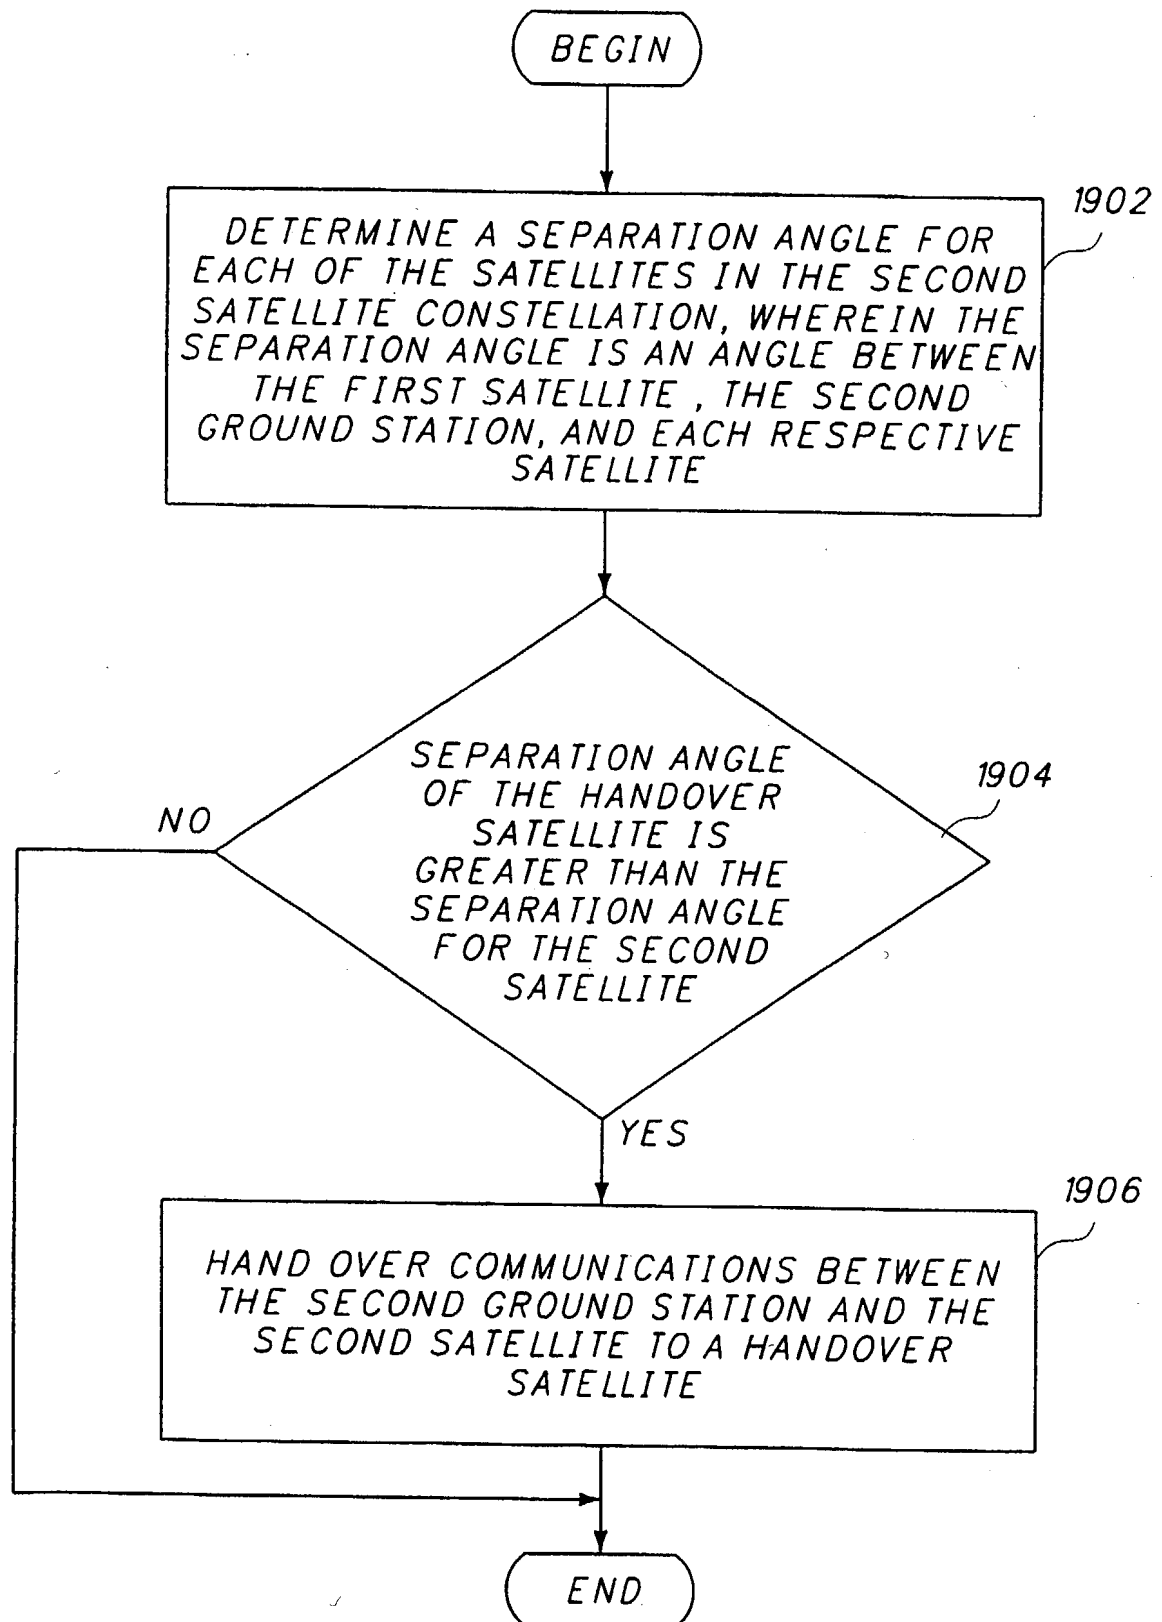 BEGIN
1902
DETERMINE A SEPARATION ANGLE FOR
EACH OF THE SATELLITES IN THE SECOND
SATELLITE CONSTELLATION, WHEREIN THE
SEPARATION ANGLE IS AN ANGLE BETWEEN
THE FIRST SATELLITE, THE SECOND
GROUND STATION, AND EACH RESPECTIVE
SATELLITE
SEPARATION ANGLE
OF THE HANDOVER
SATELLITE IS
GREATER THAN THE
SEPARATION ANGLE
FOR THE SECOND
SATELLITE
1904
NO
YES
1906
HAND OVER COMMUNICATIONS BETWEEN
THE SECOND GROUND STATION AND THE
SECOND SATELLITE TO A HANDOVER
SATELLITE
END